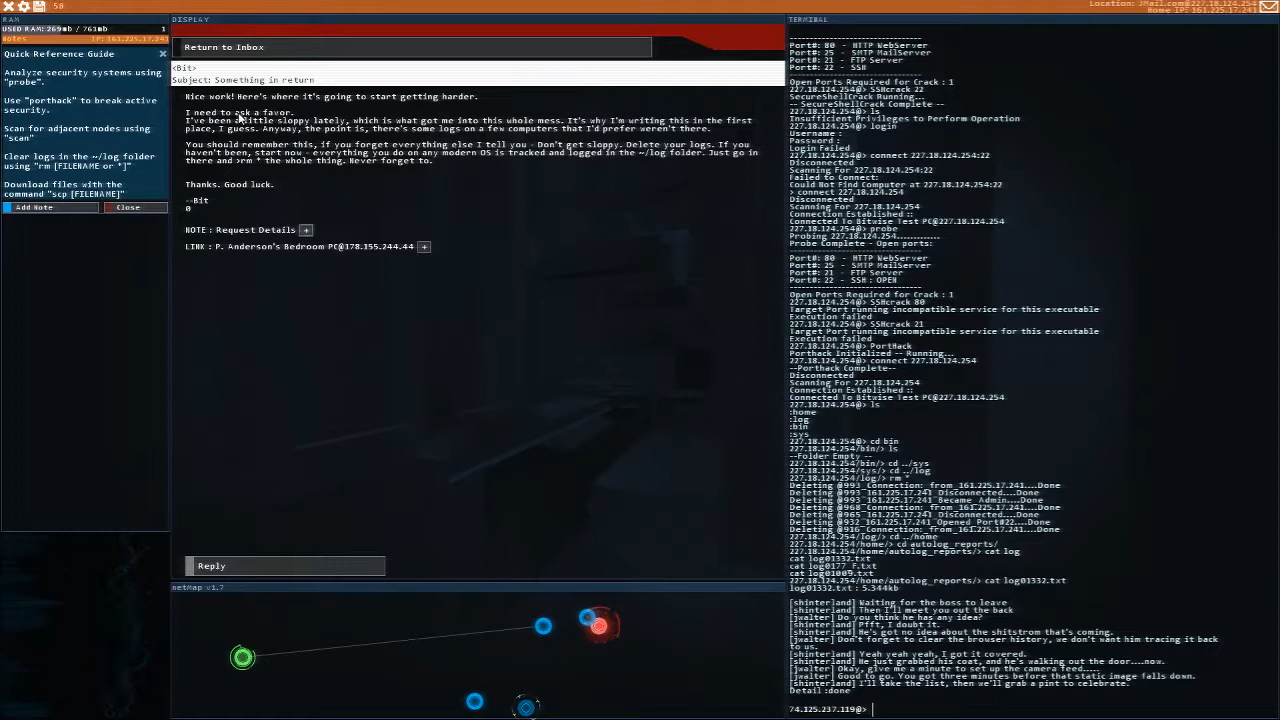 58
Location: JMail.com@227.18.124.254
Home IP: 161.225.17.241
RAM
USED RAM: 269mb / 761mb 1
notes IP: 161.225.17.241
Quick Reference Guide
Analyze security systems using
"probe".
Use "porthack" to break active
security.
Scan for adjacent nodes using
"scan"
Clear logs in the ~/log folder
using "rm [FILENAME or *]"
Download files with the
command "scp [FILENAME]"
Add Note
Close
DISPLAY
Return to Inbox
<Bit>
Subject: Something in return
Nice work! Here's where it's going to start getting harder.
I need to ask a favor.
I've been a little sloppy lately, which is what got me into this whole mess. It's why I'm writing this in the first
place, I guess. Anyway, the point is, there's some logs on a few computers that I'd prefer weren't there.
You should remember this, if you forget everything else I tell you - Don't get sloppy. Delete your logs. If you
haven't been, start now - everything you do on any modern OS is tracked and logged in the ~/log folder. Just go in
there and >rm * the whole thing. Never forget to.
Thanks. Good luck.
--Bit
0
NOTE : Request Details +
LINK : P. Anderson's Bedroom PC@178.155.244.44 +
Reply
netMap v1.7
TERMINAL
---------------------------------
Port#: 80 - HTTP WebServer
Port#: 25 - SMTP MailServer
Port#: 21 - FTP Server
Port#: 22 - SSH
---------------------------------
Open Ports Required for Crack : 1
227.18.124.254@> SSHcrack 22
SecureShellCrack Running...
-- SecureShellCrack Complete --
227.18.124.254@> ls
Insufficient Privileges to Perform Operation
227.18.124.254@> login
Username :
Password :
Login Failed
227.18.124.254@> connect 227.18.124.254:22
Disconnected
Scanning For 227.18.124.254:22
Failed to Connect:
Could Not Find Computer at 227.18.124.254:22
> connect 227.18.124.254
Disconnected
Scanning For 227.18.124.254
Connection Established ::
Connected To Bitwise Test PC@227.18.124.254
227.18.124.254@> probe
Probing 227.18.124.254.............
Probe Complete - Open ports:
---------------------------------
Port#: 80 - HTTP WebServer
Port#: 25 - SMTP MailServer
Port#: 21 - FTP Server
Port#: 22 - SSH : OPEN
---------------------------------
Open Ports Required for Crack : 1
227.18.124.254@> SSHcrack 80
Target Port running incompatible service for this executable
Execution failed
227.18.124.254@> SSHcrack 21
Target Port running incompatible service for this executable
Execution failed
227.18.124.254@> PortHack
Porthack Initialized -- Running...
227.18.124.254@> connect 227.18.124.254
--Porthack Complete--
Disconnected
Scanning For 227.18.124.254
Connection Established ::
Connected To Bitwise Test PC@227.18.124.254
227.18.124.254@> ls
:home
:log
:bin
:sys
227.18.124.254@> cd bin
227.18.124.254/bin/> ls
--Folder Empty --
227.18.124.254/bin/> cd ../sys
227.18.124.254/sys/> cd ../log
227.18.124.254/log/> rm *
Deleting @993_Connection:_from_161.225.17.241....Done
Deleting @993_161.225.17.241_Disconnected....Done
Deleting @993_161.225.17.241_Became_Admin....Done
Deleting @968_Connection:_from_161.225.17.241....Done
Deleting @965_161.225.17.241_Disconnected....Done
Deleting @932_161.225.17.241_Opened_Port#22....Done
Deleting @916_Connection:_from_161.225.17.241....Done
227.18.124.254/log/> cd ../home
227.18.124.254/home/> cd autolog_reports/
227.18.124.254/home/autolog_reports/> cat log
cat log01332.txt
cat log0177_F.txt
cat log01009.txt
227.18.124.254/home/autolog_reports/> cat log01332.txt
log01332.txt : 5.344kb
[shinterland] Waiting for the boss to leave
[shinterland] Then I'll meet you out the back
[jwalter] Do you think he has any idea?
[shinterland] Pfft, I doubt it.
[shinterland] He's got no idea about the shitstrom that's coming.
[jwalter] Don't forget to clear the browser history, we don't want him tracing it back
to us.
[shinterland] Yeah yeah yeah, I got it covered.
[shinterland] He just grabbed his coat, and he's walking out the door....now.
[jwalter] Okay, give me a minute to set up the camera feed.....
[jwalter] Good to go. You got three minutes before that static image falls down.
[shinterland] I'll take the list, then we'll grab a pint to celebrate.
Detail :done
74.125.237.119@>